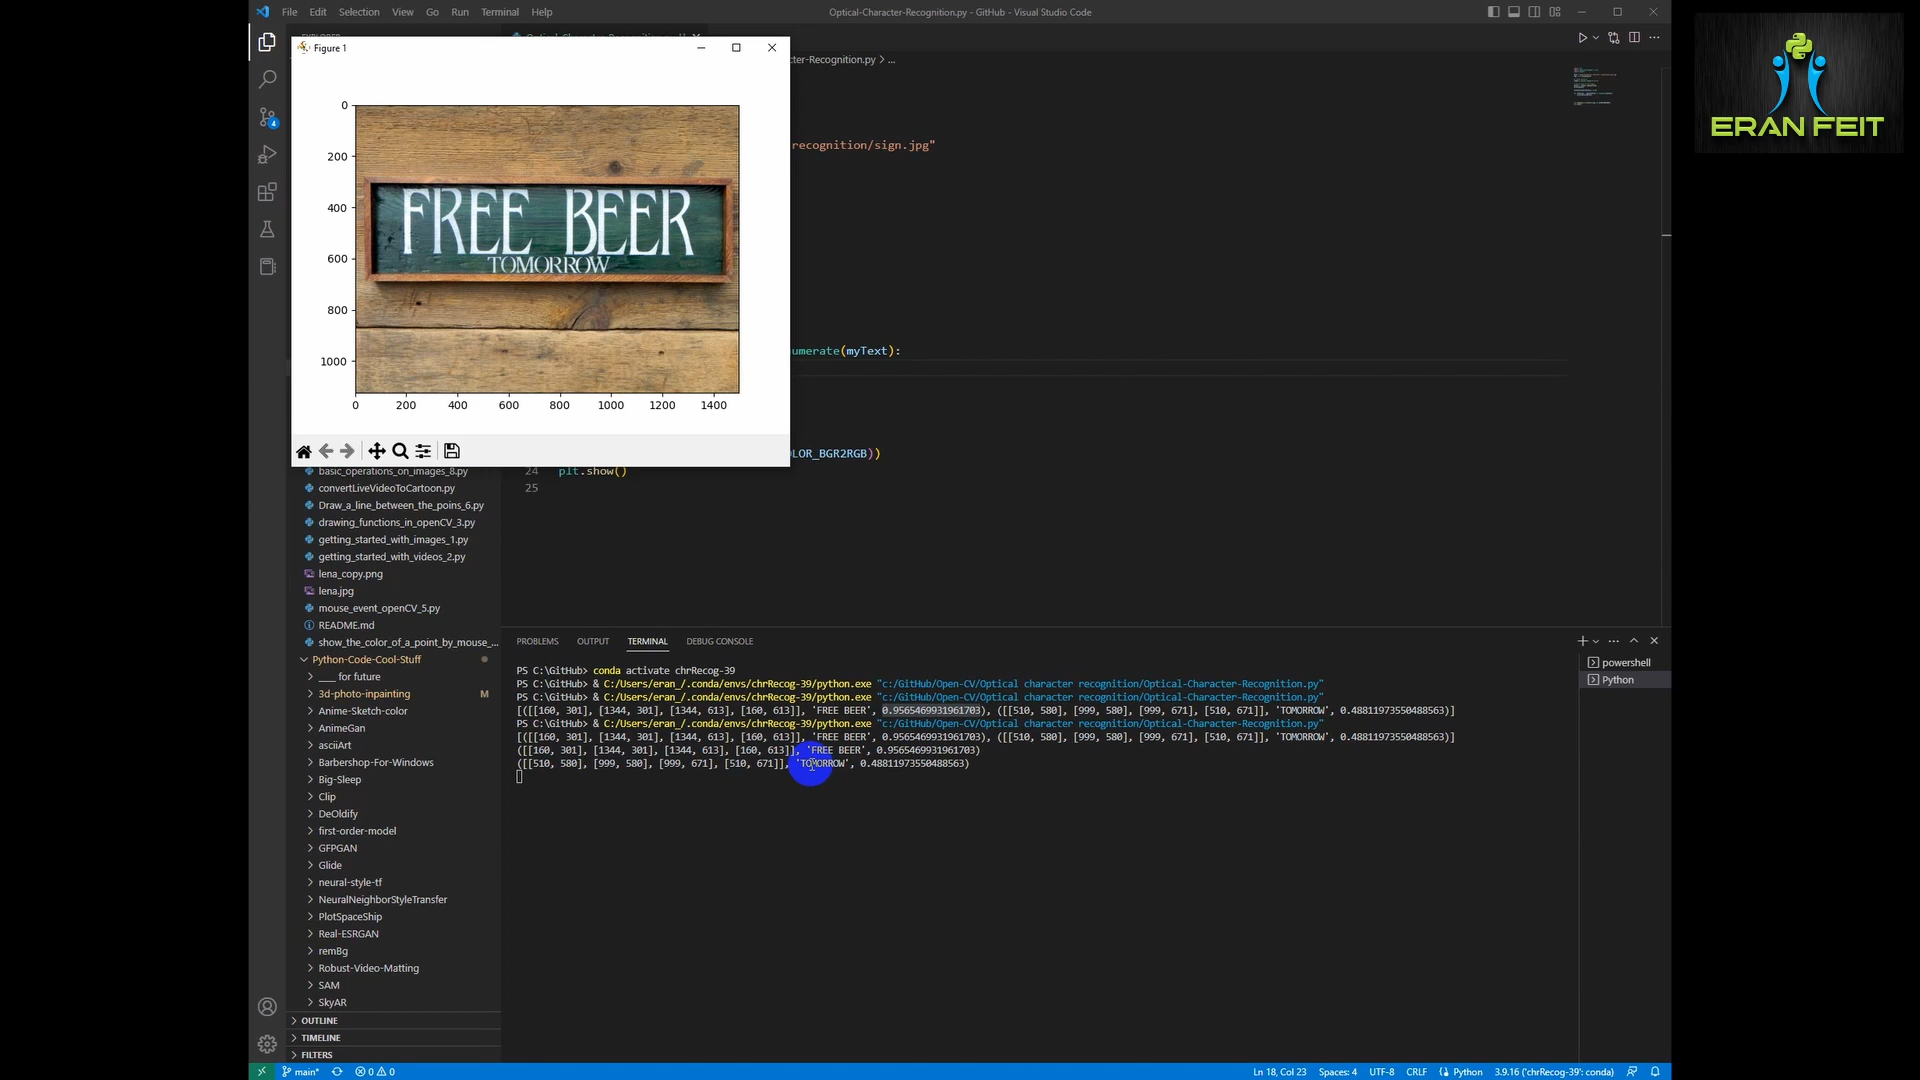 File Edit Selection View Go Run Terminal Help
Optical-Character-Recognition.py - GitHub - Visual Studio Code
ERAN FEIT
Figure 1
cter-Recognition.py > ...
0
200
400
600
800
1000
0 200 400 600 800 1000 1200 1400
FREE BEER
TOMORROW
recognition/sign.jpg"
umerate(myText):
LOR_BGR2RGB))
24 plt.show()
25
basic_operations_on_images_8.py
convertLiveVideoToCartoon.py
Draw_a_line_between_the_poins_6.py
drawing_functions_in_openCV_3.py
getting_started_with_images_1.py
getting_started_with_videos_2.py
lena_copy.png
lena.jpg
mouse_event_openCV_5.py
README.md
show_the_color_of_a_point_by_mouse_...
Python-Code-Cool-Stuff
____ for future
3d-photo-inpainting M
Anime-Sketch-color
AnimeGan
asciiArt
Barbershop-For-Windows
Big-Sleep
Clip
DeOldify
first-order-model
GFPGAN
Glide
neural-style-tf
NeuralNeighborStyleTransfer
PlotSpaceShip
Real-ESRGAN
remBg
Robust-Video-Matting
SAM
SkyAR
OUTLINE
TIMELINE
FILTERS
4
PROBLEMS OUTPUT TERMINAL DEBUG CONSOLE
powershell
Python
PS C:\GitHub> conda activate chrRecog-39
PS C:\GitHub> & C:/Users/eran_/.conda/envs/chrRecog-39/python.exe "c:/GitHub/Open-CV/Optical character recognition/Optical-Character-Recognition.py"
PS C:\GitHub> & C:/Users/eran_/.conda/envs/chrRecog-39/python.exe "c:/GitHub/Open-CV/Optical character recognition/Optical-Character-Recognition.py"
[([[160, 301], [1344, 301], [1344, 613], [160, 613]], 'FREE BEER', 0.9565469931961703), ([[510, 580], [999, 580], [999, 671], [510, 671]], 'TOMORROW', 0.48811973550488563)]
PS C:\GitHub> & C:/Users/eran_/.conda/envs/chrRecog-39/python.exe "c:/GitHub/Open-CV/Optical character recognition/Optical-Character-Recognition.py"
[([[160, 301], [1344, 301], [1344, 613], [160, 613]], 'FREE BEER', 0.9565469931961703), ([[510, 580], [999, 580], [999, 671], [510, 671]], 'TOMORROW', 0.48811973550488563)]
([[160, 301], [1344, 301], [1344, 613], [160, 613]], 'FREE BEER', 0.9565469931961703)
([[510, 580], [999, 580], [999, 671], [510, 671]], 'TOMORROW', 0.48811973550488563)
main* 0 0
Ln 18, Col 23 Spaces: 4 UTF-8 CRLF Python 3.9.16 ('chrRecog-39': conda)